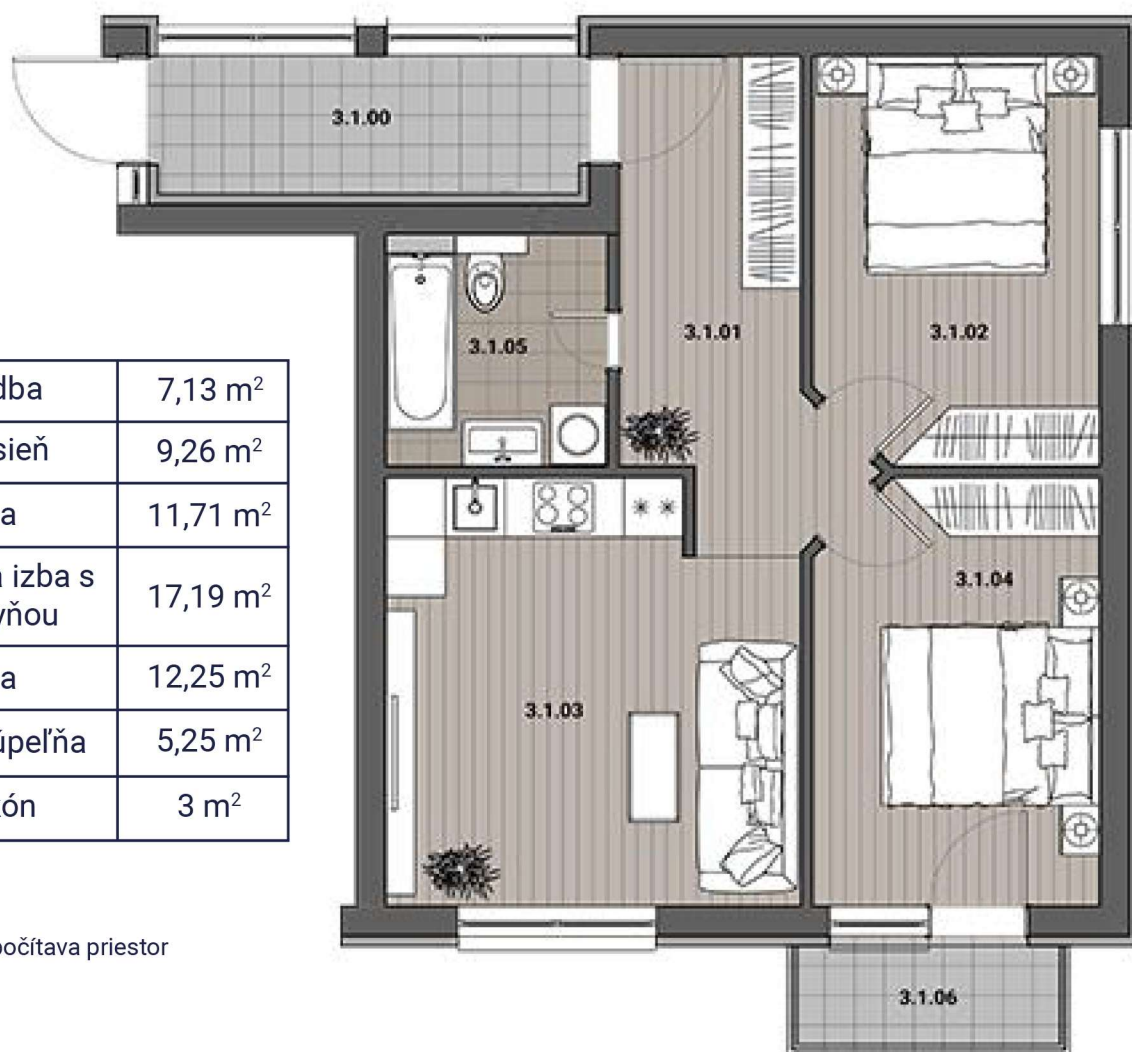 3.1.00
3.1.01
3.1.02
3.1.05
dba 7,13 m²
sieň 9,26 m²
a 11,71 m²
izba s
vňou 17,19 m²
a 12,25 m²
úpeľňa 5,25 m²
ón 3 m²
3.1.04
3.1.03
počítava priestor
3.1.06